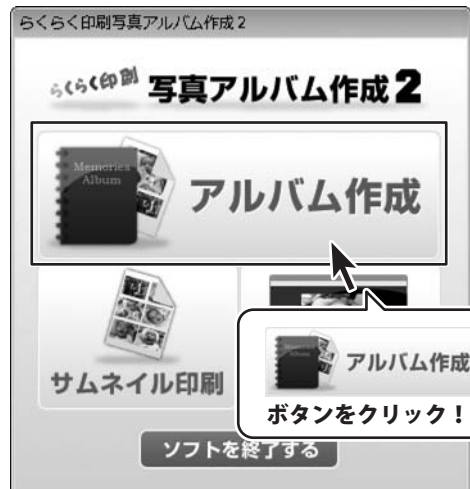 らくらく印刷写真アルバム作成2
らくらく印刷 写真アルバム作成2
Memories
Album
アルバム作成
サムネイル印刷
アルバム作成
ボタンをクリック！
ソフトを終了する